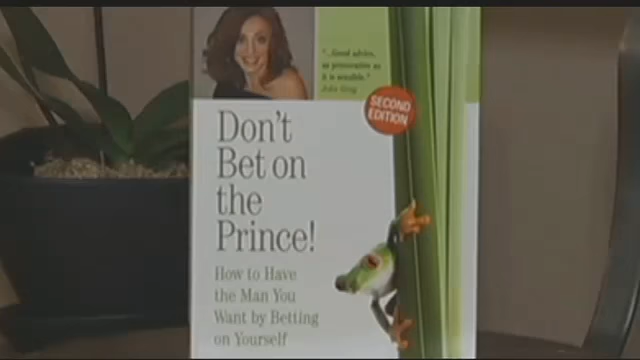 "...Good advice,
as provocative as
it is sensible."
SECOND
EDITION
Don't
Bet on
the
Prince!
How to Have
the Man You
Want by Betting
on Yourself